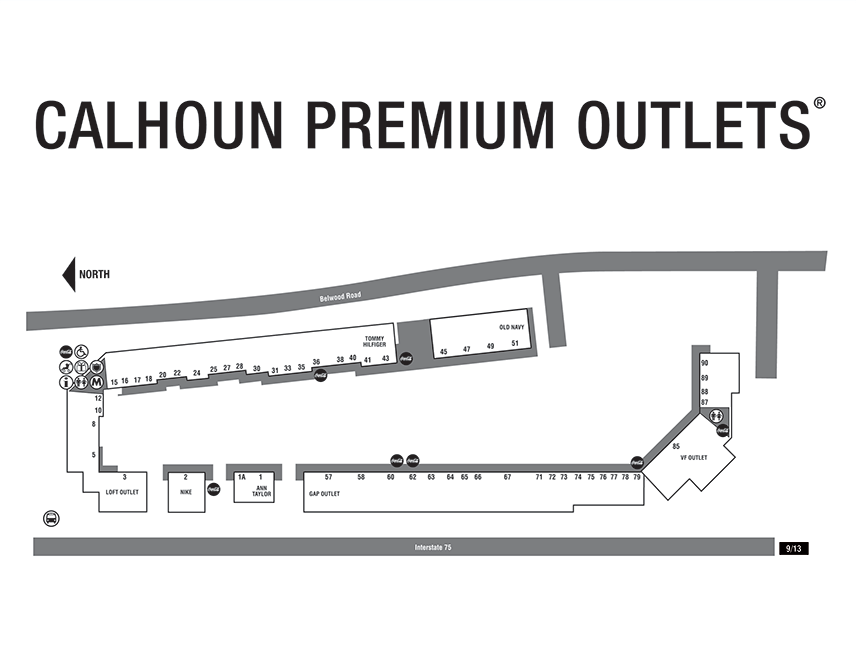 CALHOUN PREMIUM OUTLETS®
NORTH
Belwood Road
TOMMY
HILFIGER
OLD NAVY
15 16 17 18 20 22 24 25 27 28 30 31 33 35 36 38 40 41 43
45 47 49 51
M
i
12
10
8
5
90
89
88
87
85
VF OUTLET
3
LOFT OUTLET
2
NIKE
1A 1
ANN
TAYLOR
57 58 60 62 63 64 65 66 67 71 72 73 74 75 76 77 78 79
GAP OUTLET
Interstate 75
9/13